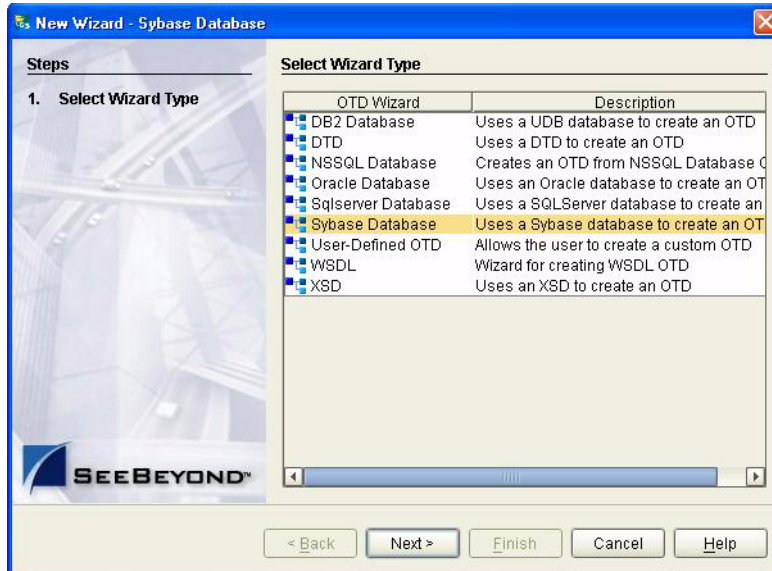 New Wizard - Sybase Database
Steps
1. Select Wizard Type
Select Wizard Type
OTD Wizard Description
DB2 Database Uses a UDB database to create an OTD
DTD Uses a DTD to create an OTD
NSSQL Database Creates an OTD from NSSQL Database
Oracle Database Uses an Oracle database to create an OT
Sqlserver Database Uses a SQLServer database to create an
Sybase Database Uses a Sybase database to create an OT
User-Defined OTD Allows the user to create a custom OTD
WSDL Wizard for creating WSDL OTD
XSD Uses an XSD to create an OTD
SEEBEYOND™
< Back Next > Finish Cancel Help